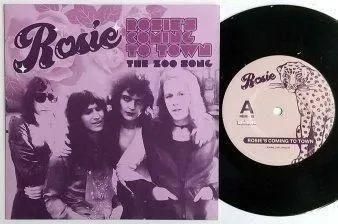 Rosie
ROSIE'S
COMING
TO TOWN
THE ZOO SONG
Rosie
A
ROSIE'S COMING TO TOWN